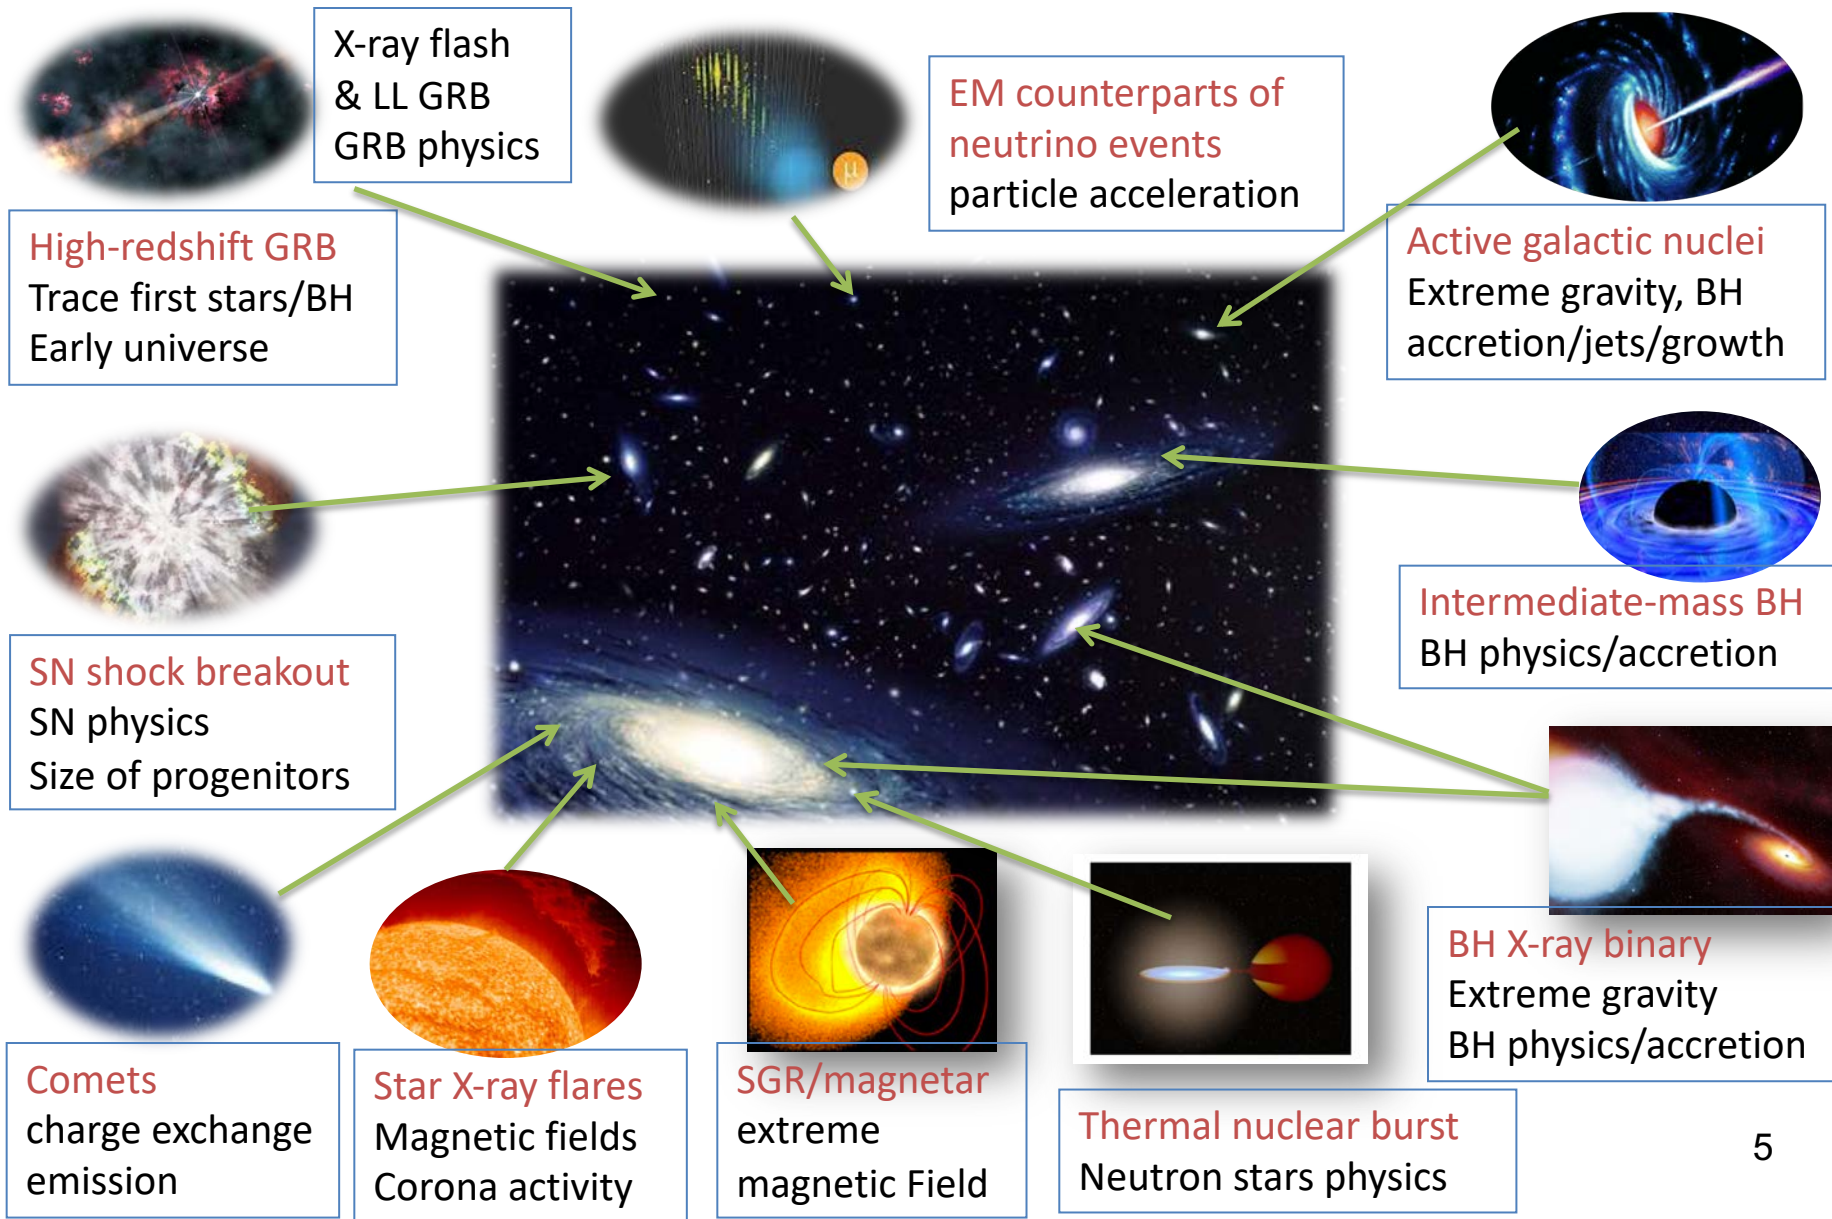 X-ray flash
& LL GRB
GRB physics
μ
EM counterparts of
neutrino events
particle acceleration
High-redshift GRB
Trace first stars/BH
Early universe
Active galactic nuclei
Extreme gravity, BH
accretion/jets/growth
SN shock breakout
SN physics
Size of progenitors
Intermediate-mass BH
BH physics/accretion
BH X-ray binary
Extreme gravity
BH physics/accretion
Comets
charge exchange
emission
Star X-ray flares
Magnetic fields
Corona activity
SGR/magnetar
extreme
magnetic Field
Thermal nuclear burst
Neutron stars physics
5